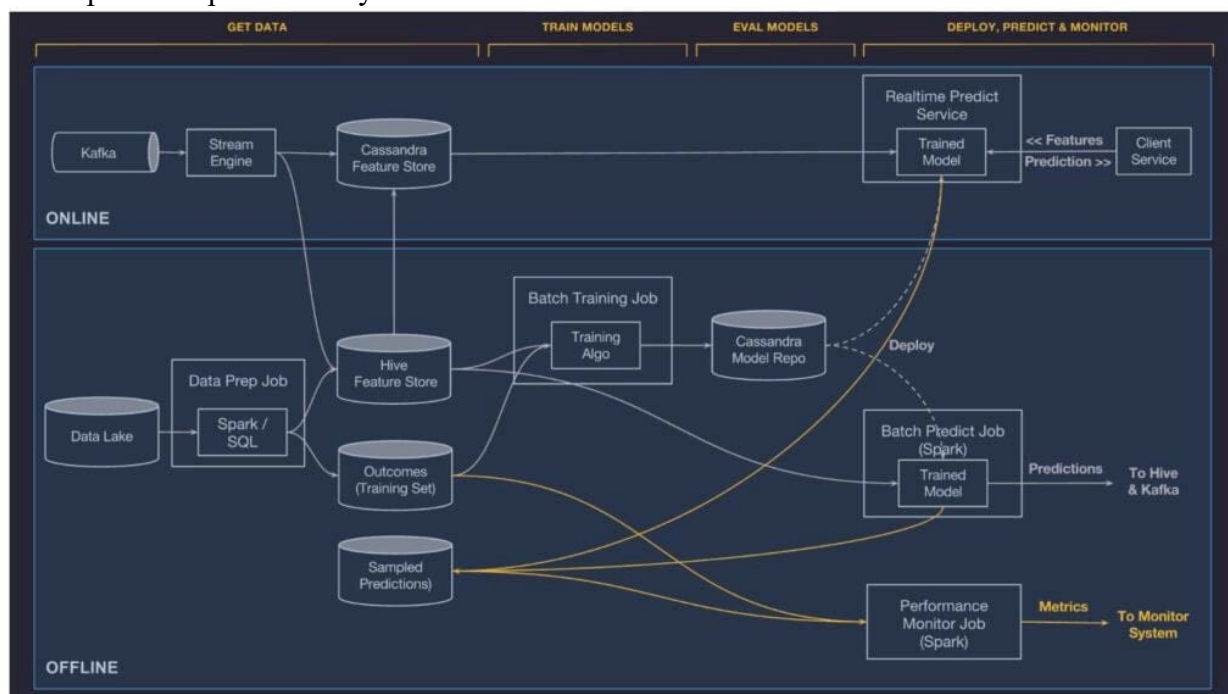 GET DATA
TRAIN MODELS
EVAL MODELS
DEPLOY, PREDICT & MONITOR
Kafka
Stream
Engine
Cassandra
Feature Store
Realtime Predict
Service
Trained
Model
<< Features
Prediction >>
Client
Service
ONLINE
Batch Training Job
Training
Algo
Cassandra
Model Repo
Deploy
Hive
Feature Store
Data Prep Job
Spark /
SQL
Data Lake
Outcomes
(Training Set)
Batch Predict Job
(Spark)
Trained
Model
Predictions
To Hive
& Kafka
Sampled
Predictions)
Performance
Monitor Job
(Spark)
Metrics
To Monitor
System
OFFLINE